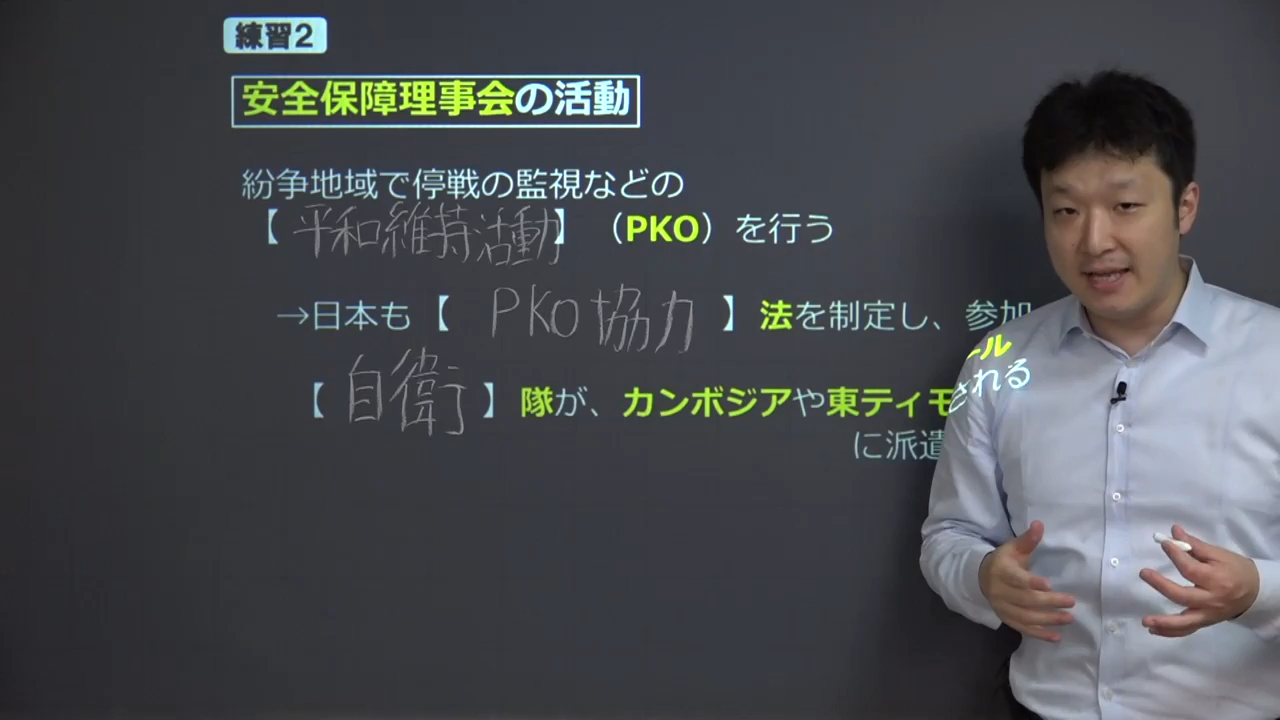 練習2
安全保障理事会の活動
紛争地域で停戦の監視などの
【平和維持活動】（PKO）を行う
→日本も【PKO協力】法を制定し、参加
【自衛】隊が、カンボジアや東ティモール
に派遣される